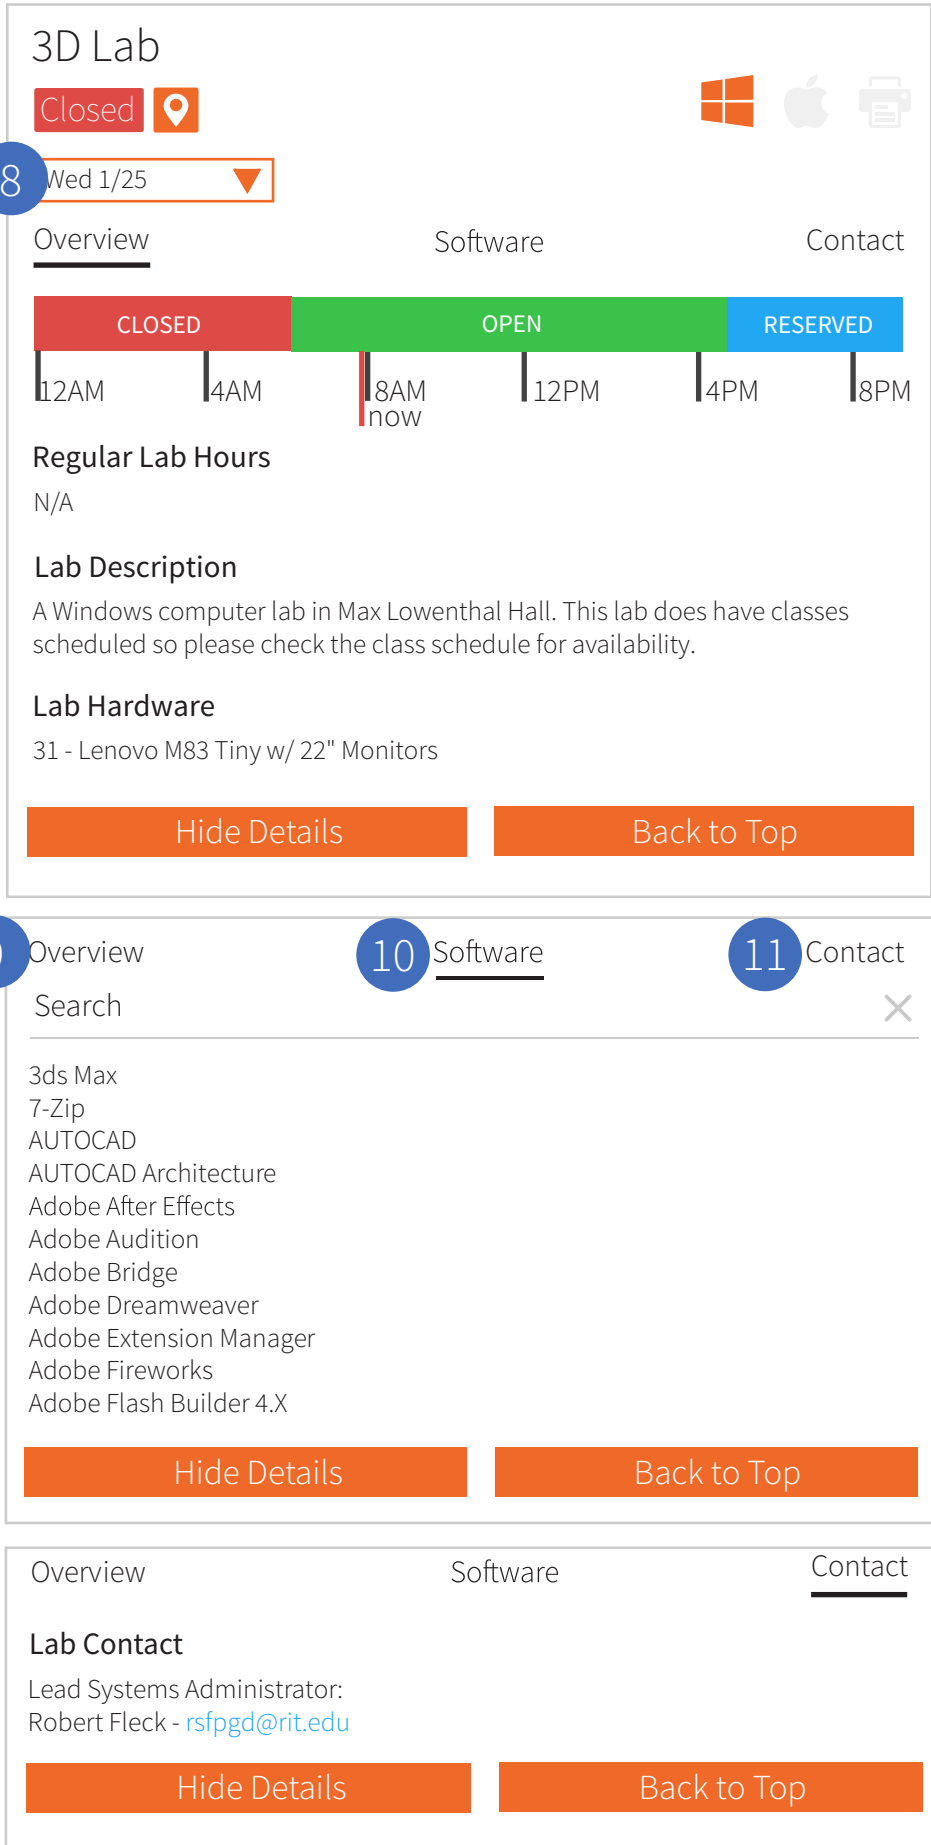 3D Lab
Closed
8
Wed 1/25
Overview Software Contact
CLOSED OPEN RESERVED
12AM 4AM 8AM 12PM 4PM 8PM
now
Regular Lab Hours
N/A
Lab Description
A Windows computer lab in Max Lowenthal Hall. This lab does have classes
scheduled so please check the class schedule for availability.
Lab Hardware
31 - Lenovo M83 Tiny w/ 22" Monitors
Hide Details Back to Top
Overview 10 Software 11 Contact
Search
3ds Max
7-Zip
AUTOCAD
AUTOCAD Architecture
Adobe After Effects
Adobe Audition
Adobe Bridge
Adobe Dreamweaver
Adobe Extension Manager
Adobe Fireworks
Adobe Flash Builder 4.X
Hide Details Back to Top
Overview Software Contact
Lab Contact
Lead Systems Administrator:
Robert Fleck - rsfpgd@rit.edu
Hide Details Back to Top